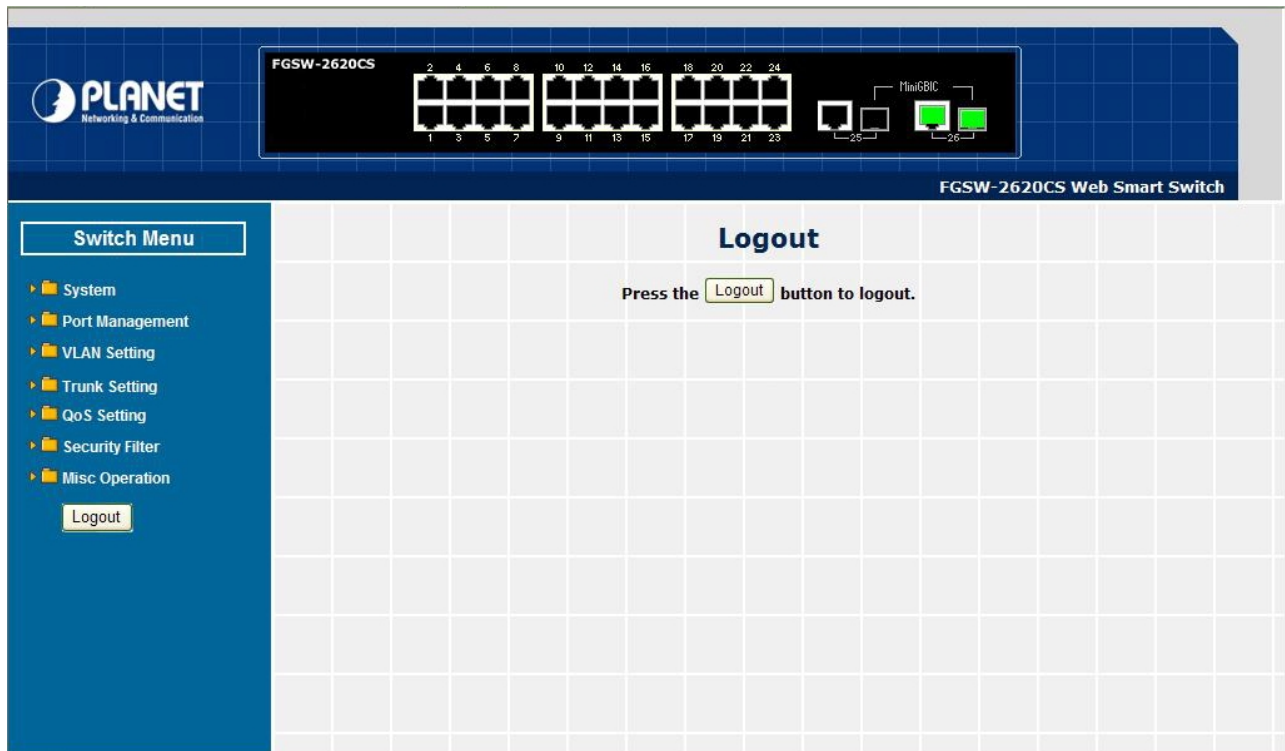 PLANET
Networking & Communication
FGSW-2620CS
2 4 6 8 10 12 14 16 18 20 22 24
MiniGBIC
1 3 5 7 9 11 13 15 17 19 21 23
25 26
FGSW-2620CS Web Smart Switch
Switch Menu
System
Port Management
VLAN Setting
Trunk Setting
QoS Setting
Security Filter
Misc Operation
Logout
Logout
Press the Logout button to logout.